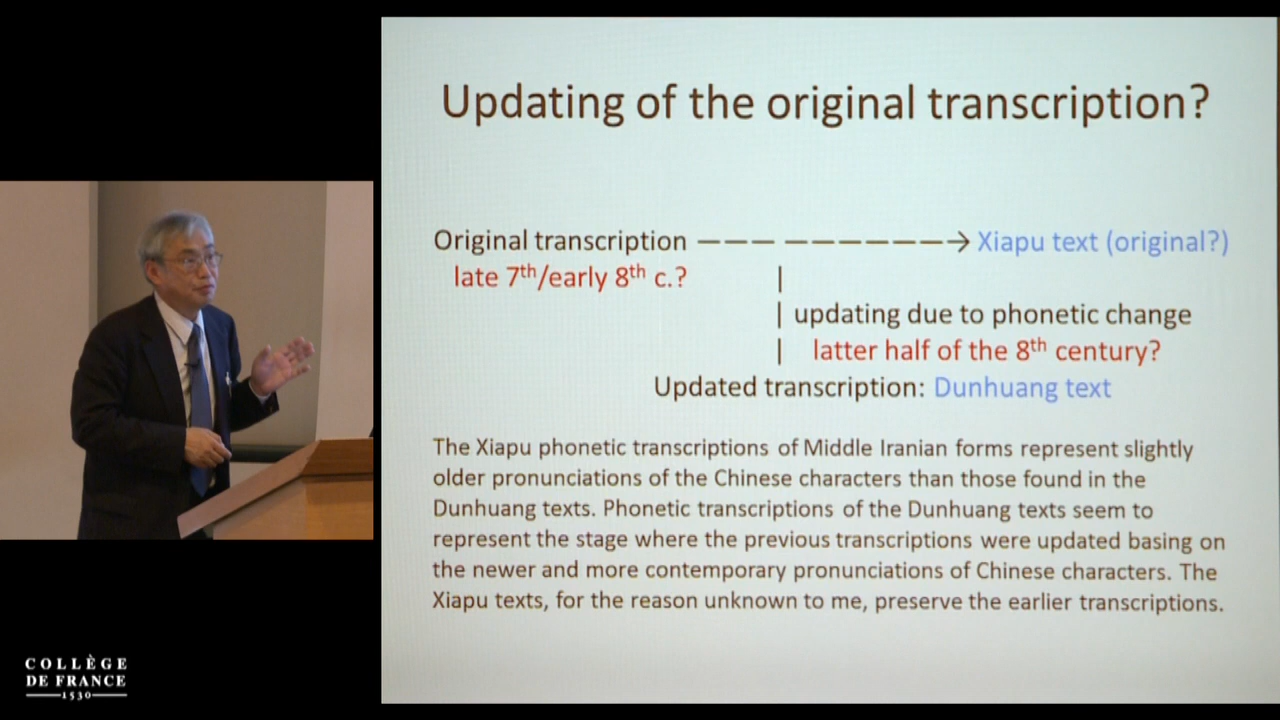 Updating of the original transcription?
Original transcription ——— ———————→ Xiapu text (original?)
late 7th/early 8th c.? |
| updating due to phonetic change
| latter half of the 8th century?
Updated transcription: Dunhuang text
The Xiapu phonetic transcriptions of Middle Iranian forms represent slightly
older pronunciations of the Chinese characters than those found in the
Dunhuang texts. Phonetic transcriptions of the Dunhuang texts seem to
represent the stage where the previous transcriptions were updated basing on
the newer and more contemporary pronunciations of Chinese characters. The
Xiapu texts, for the reason unknown to me, preserve the earlier transcriptions.
COLLÈGE
DE FRANCE
1530